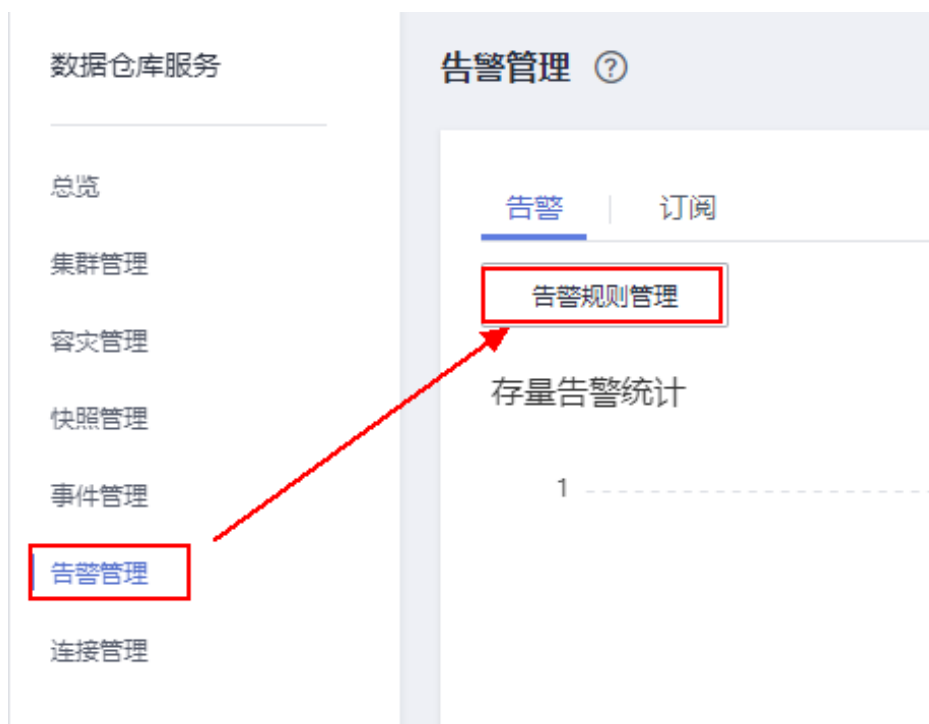 数据仓库服务
总览
集群管理
容灾管理
快照管理
事件管理
告警管理
连接管理
告警管理 ?
告警 订阅
告警规则管理
存量告警统计
1